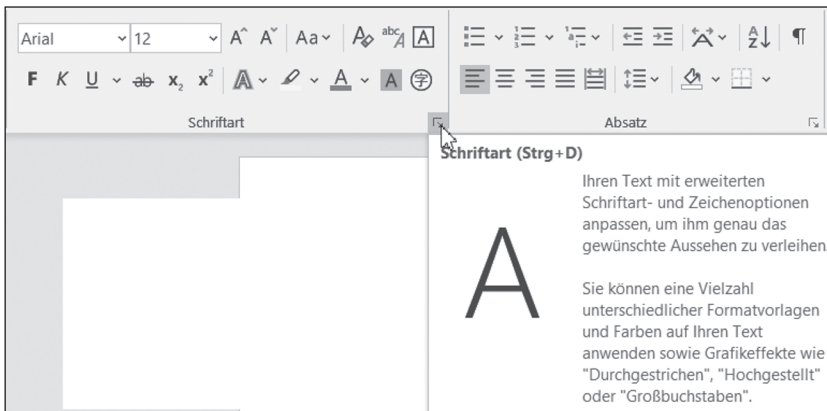 Arial 12 A A Aa A abc A A
F K U ab x₂ x² A A A 字 A Z
Schriftart Absatz
Schriftart (Strg+D)
Ihren Text mit erweiterten
Schriftart- und Zeichenoptionen
anpassen, um ihm genau das
gewünschte Aussehen zu verleihen
A
Sie können eine Vielzahl
unterschiedlicher Formatvorlagen
und Farben auf Ihren Text
anwenden sowie Grafikeffekte wie
"Durchgestrichen", "Hochgestellt"
oder "Großbuchstaben".